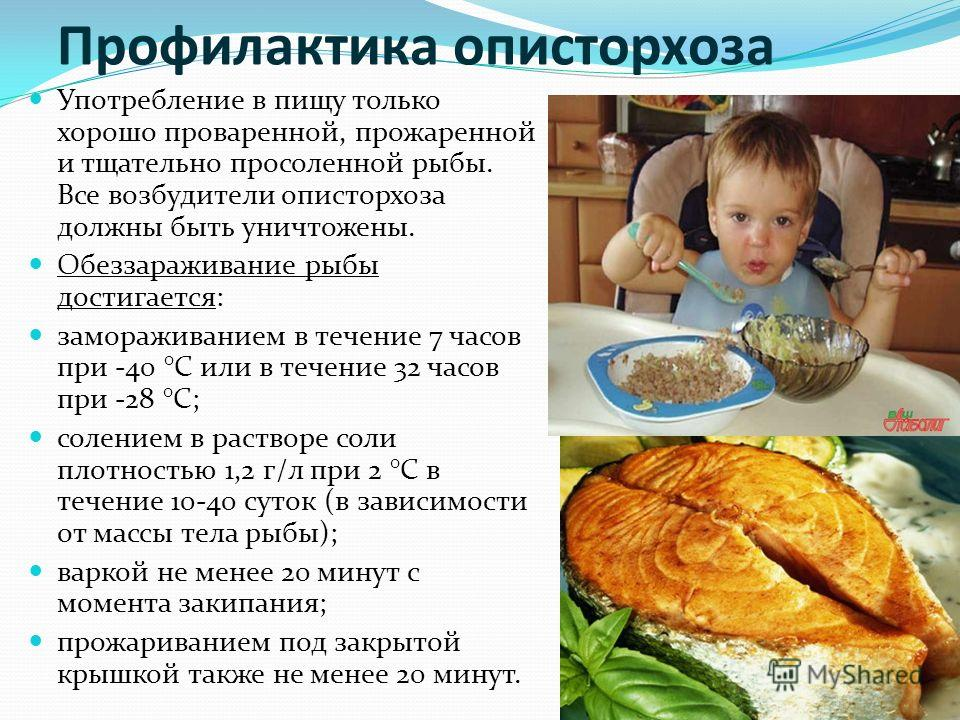 Профилактика описторхоза
Употребление в пищу только
хорошо проваренной, прожаренной
и тщательно просоленной рыбы.
Все возбудители описторхоза
должны быть уничтожены.
Обеззараживание рыбы
достигается:
замораживанием в течение 7 часов
при -40 °С или в течение 32 часов
при -28 °С;
солением в растворе соли
плотностью 1,2 г/л при 2 °С в
течение 10-40 суток (в зависимости
от массы тела рыбы);
варкой не менее 20 минут с
момента закипания;
прожариванием под закрытой
крышкой также не менее 20 минут.
MyShared